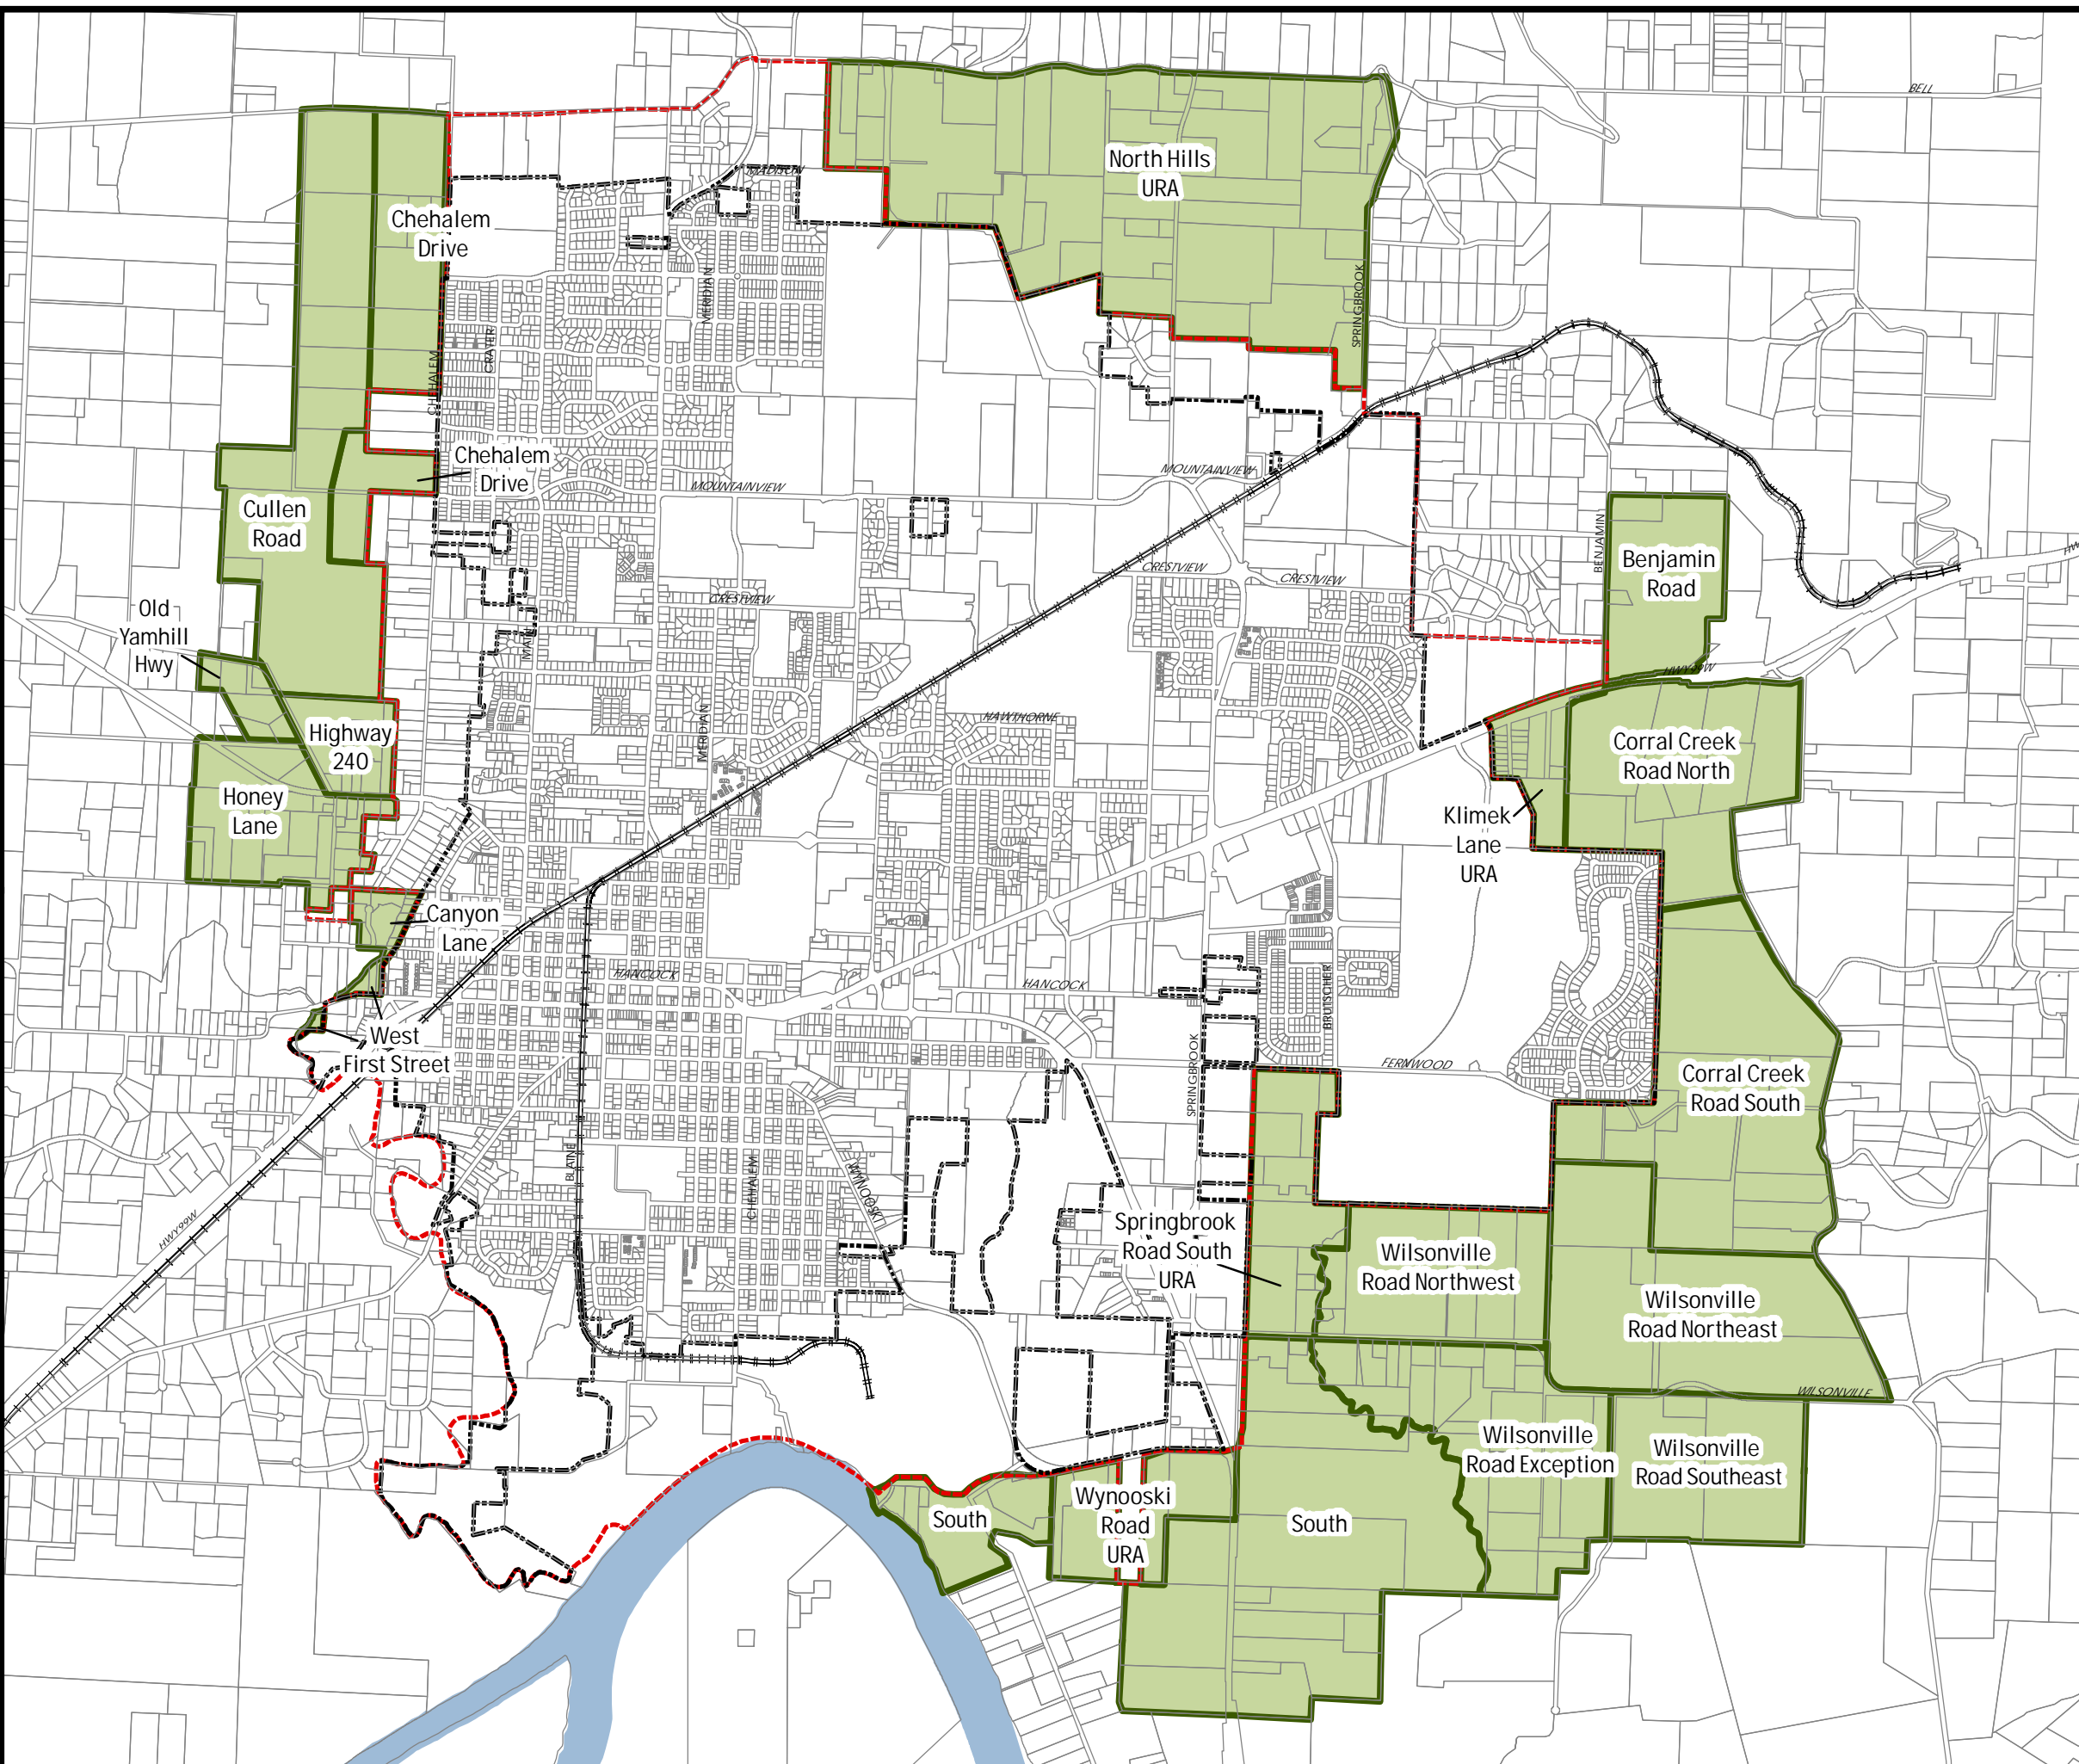 BELL
North Hills
URA
MADISON
Chehalem
Drive
MERIDIAN
SPRINGBROOK
CRATER
CHEHALEM
Chehalem
Drive
MOUNTAINVIEW
MOUNTAINVIEW
Cullen
Road
BENJAMIN
Benjamin
Road
CRESTVIEW
CRESTVIEW
CRESTVIEW
Old
Yamhill
Hwy
MAIN
HWY99W
MERIDIAN
HAWTHORNE
Highway
240
Corral Creek
Road North
Honey
Lane
Klimek
Lane
URA
Canyon
Lane
HANCOCK
HANCOCK
BRUTSCHER
West
First Street
SPRINGBROOK
FERNWOOD
Corral Creek
Road South
BLAINE
CHEHALEM
WYNOOSKI
HWY99W
Springbrook
Road South
URA
Wilsonville
Road Northwest
Wilsonville
Road Northeast
WILSONVILLE
Wilsonville
Road Exception
Wilsonville
Road Southeast
South
Wynooski
Road
URA
South